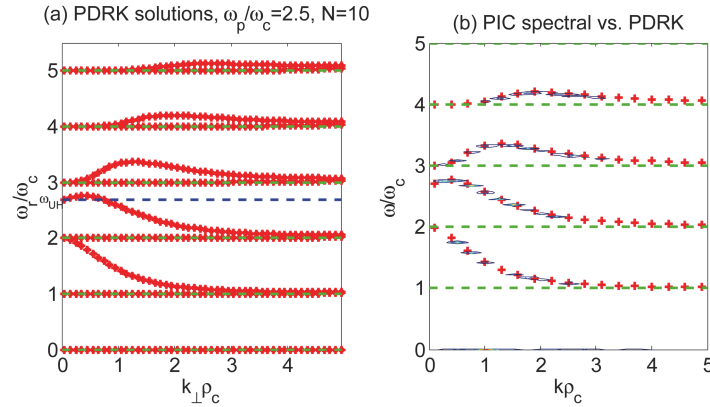 (a) PDRK solutions, ω_p/ω_c=2.5, N=10
(b) PIC spectral vs. PDRK
5
4
3
2
1
0
ω_r/ω_c
ω_UH
0 1 2 3 4
k_⊥ρ_c
5
4
3
2
1
0
ω/ω_c
0 1 2 3 4 5
kρ_c